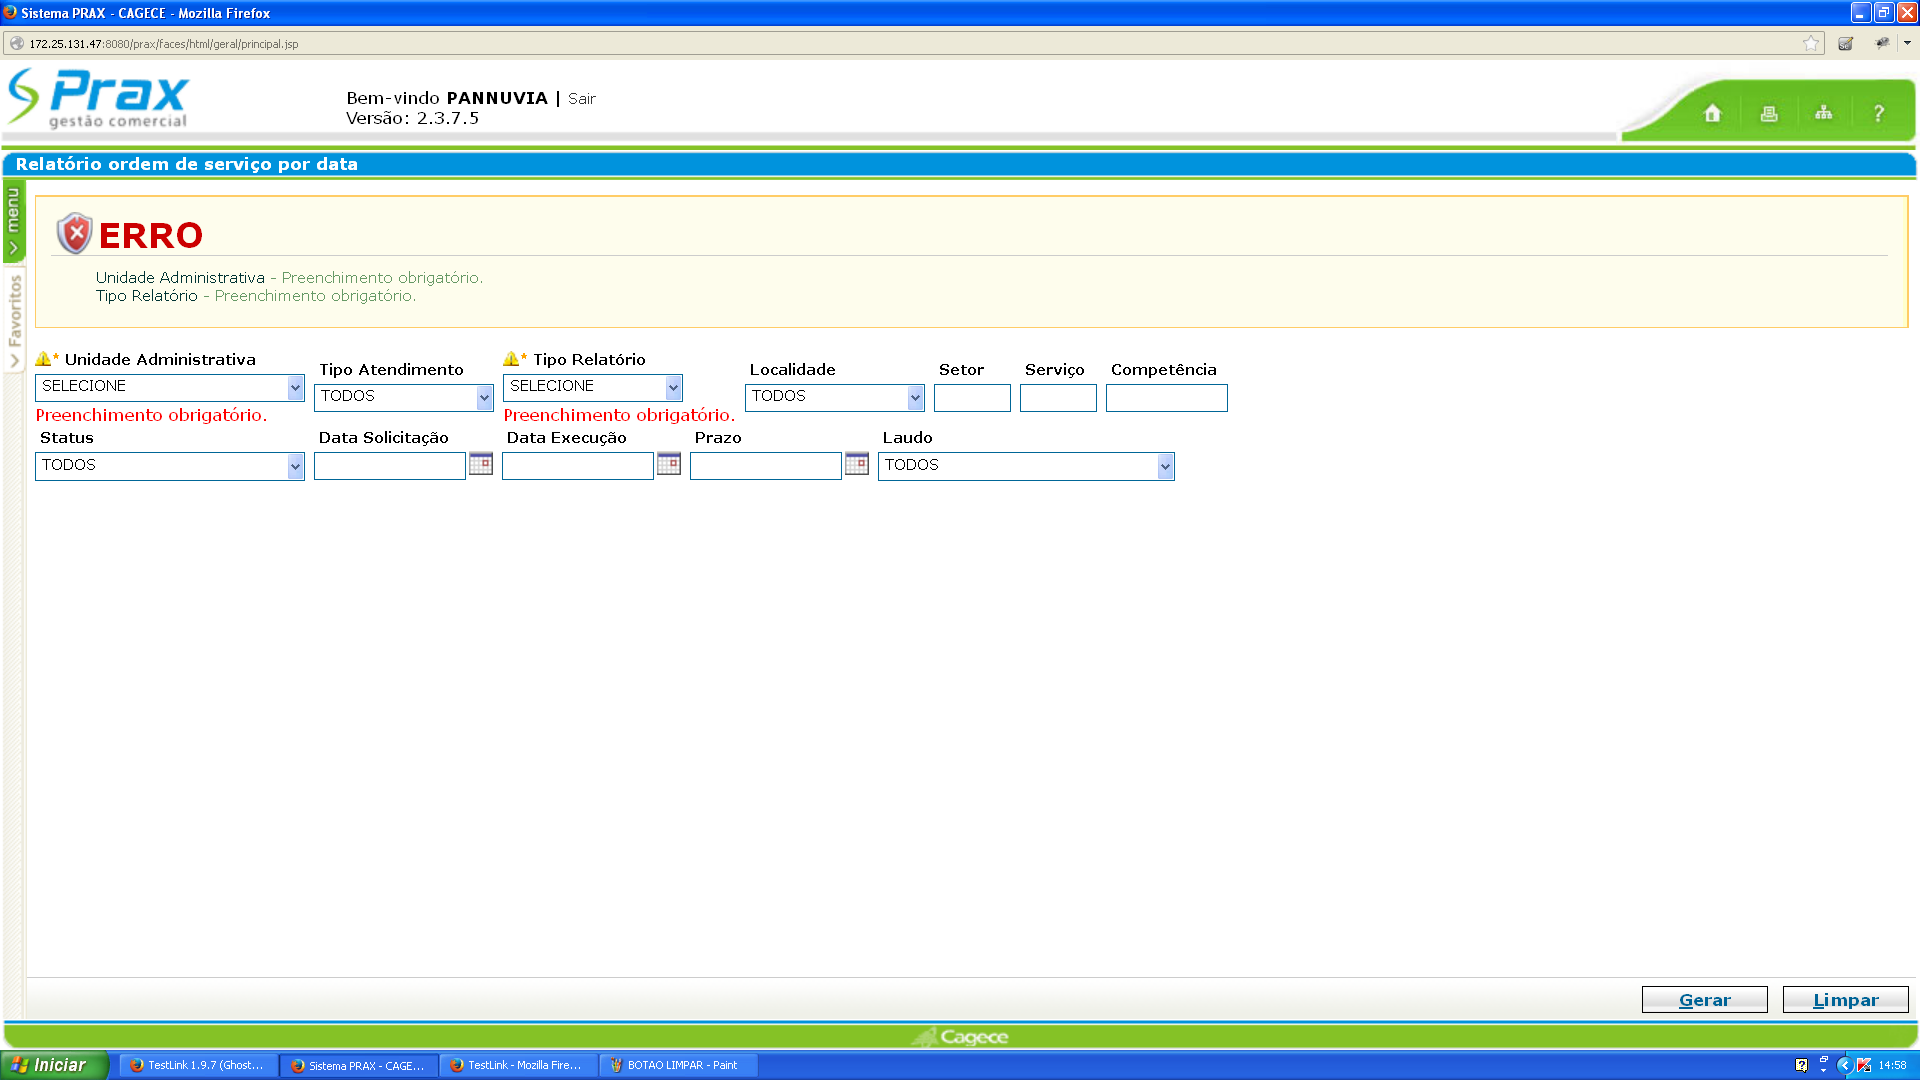 Sistema PRAX - CAGECE - Mozilla Firefox
172.25.131.47:8080/prax/faces/html/geral/principal.jsp
Prax
gestão comercial
Bem-vindo PANNUVIA | Sair
Versão: 2.3.7.5
?
Relatório ordem de serviço por data
menu
Favoritos
ERRO
Unidade Administrativa - Preenchimento obrigatório.
Tipo Relatório - Preenchimento obrigatório.
* Unidade Administrativa
Tipo Atendimento
* Tipo Relatório
Localidade
Setor
Serviço
Competência
SELECIONE
TODOS
SELECIONE
TODOS
Preenchimento obrigatório.
Preenchimento obrigatório.
Status
Data Solicitação
Data Execução
Prazo
Laudo
TODOS
TODOS
Gerar
Limpar
Cagece
Iniciar
TestLink 1.9.7 (Ghost...
Sistema PRAX - CAGE...
TestLink - Mozilla Fire...
BOTAO LIMPAR - Paint
14:58